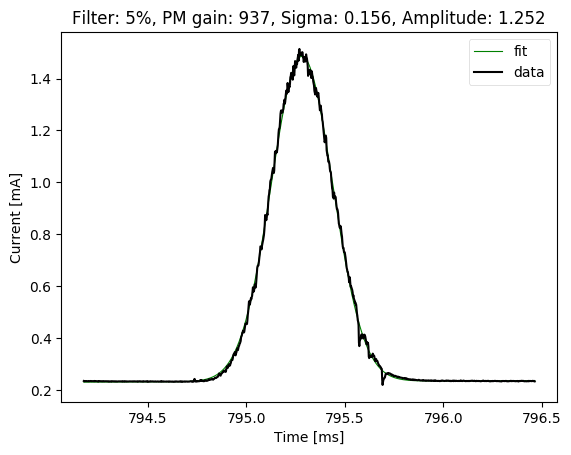 Filter: 5%, PM gain: 937, Sigma: 0.156, Amplitude: 1.252
fit
data
1.4
1.2
1.0
0.8
0.6
0.4
0.2
Current [mA]
794.5 795.0 795.5 796.0 796.5
Time [ms]